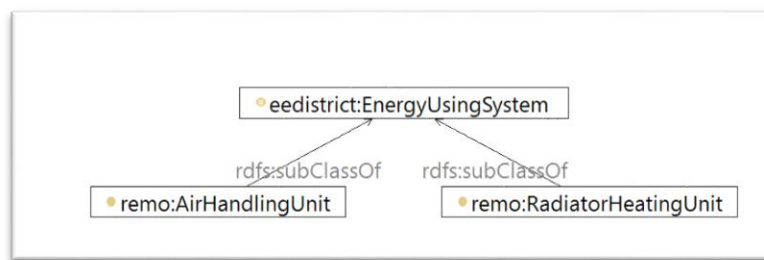 eedistrict:EnergyUsingSystem
rdfs:subClassOf rdfs:subClassOf
remo:AirHandlingUnit remo:RadiatorHeatingUnit